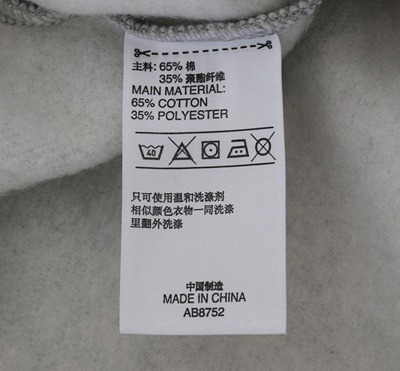 主料: 65% 棉
35% 聚酯纤维
MAIN MATERIAL:
65% COTTON
35% POLYESTER
40
只可使用温和洗涤剂
相似颜色衣物一同洗涤
里翻外洗涤
中国制造
MADE IN CHINA
AB8752